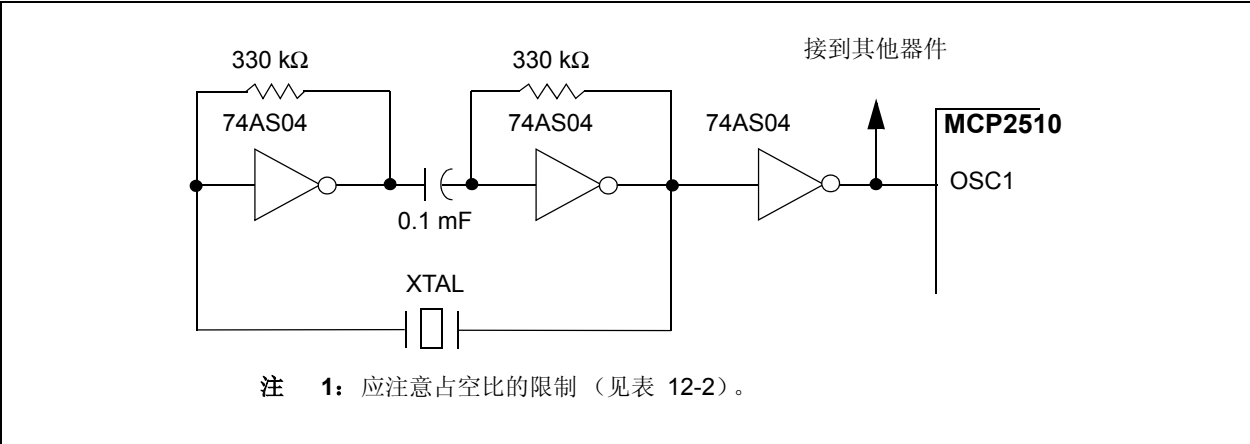 接到其他器件
330 kΩ
330 kΩ
74AS04
74AS04
74AS04
MCP2510
OSC1
0.1 mF
XTAL
注 1: 应注意占空比的限制 (见表 12-2)。